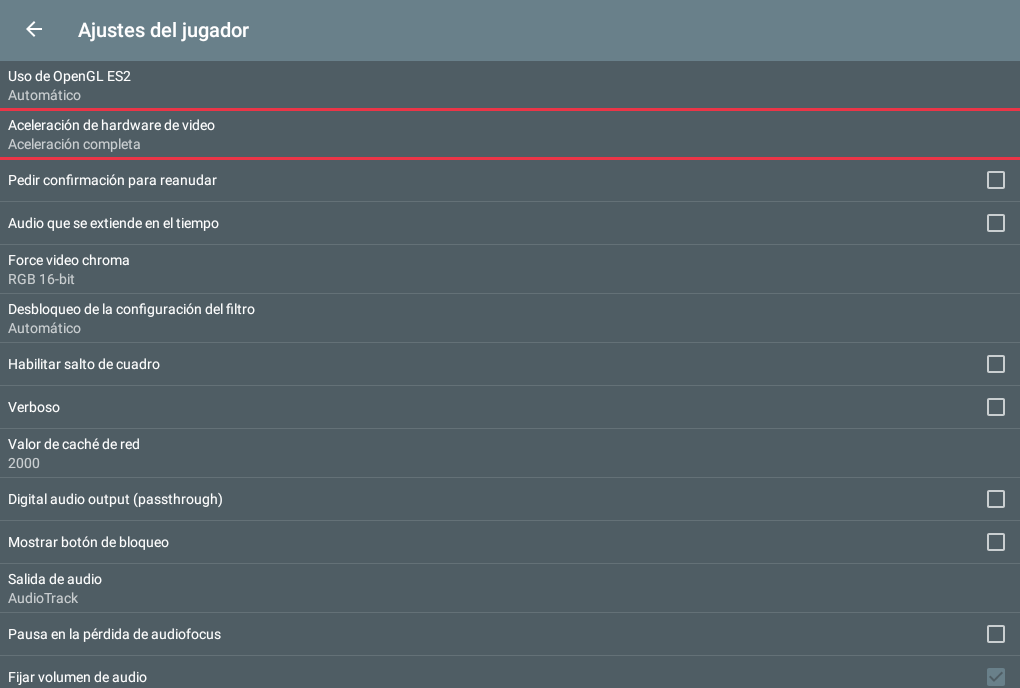 Ajustes del jugador
Uso de OpenGL ES2
Automático
Aceleración de hardware de video
Aceleración completa
Pedir confirmación para reanudar
Audio que se extiende en el tiempo
Force video chroma
RGB 16-bit
Desbloqueo de la configuración del filtro
Automático
Habilitar salto de cuadro
Verboso
Valor de caché de red
2000
Digital audio output (passthrough)
Mostrar botón de bloqueo
Salida de audio
AudioTrack
Pausa en la pérdida de audiofocus
Fijar volumen de audio